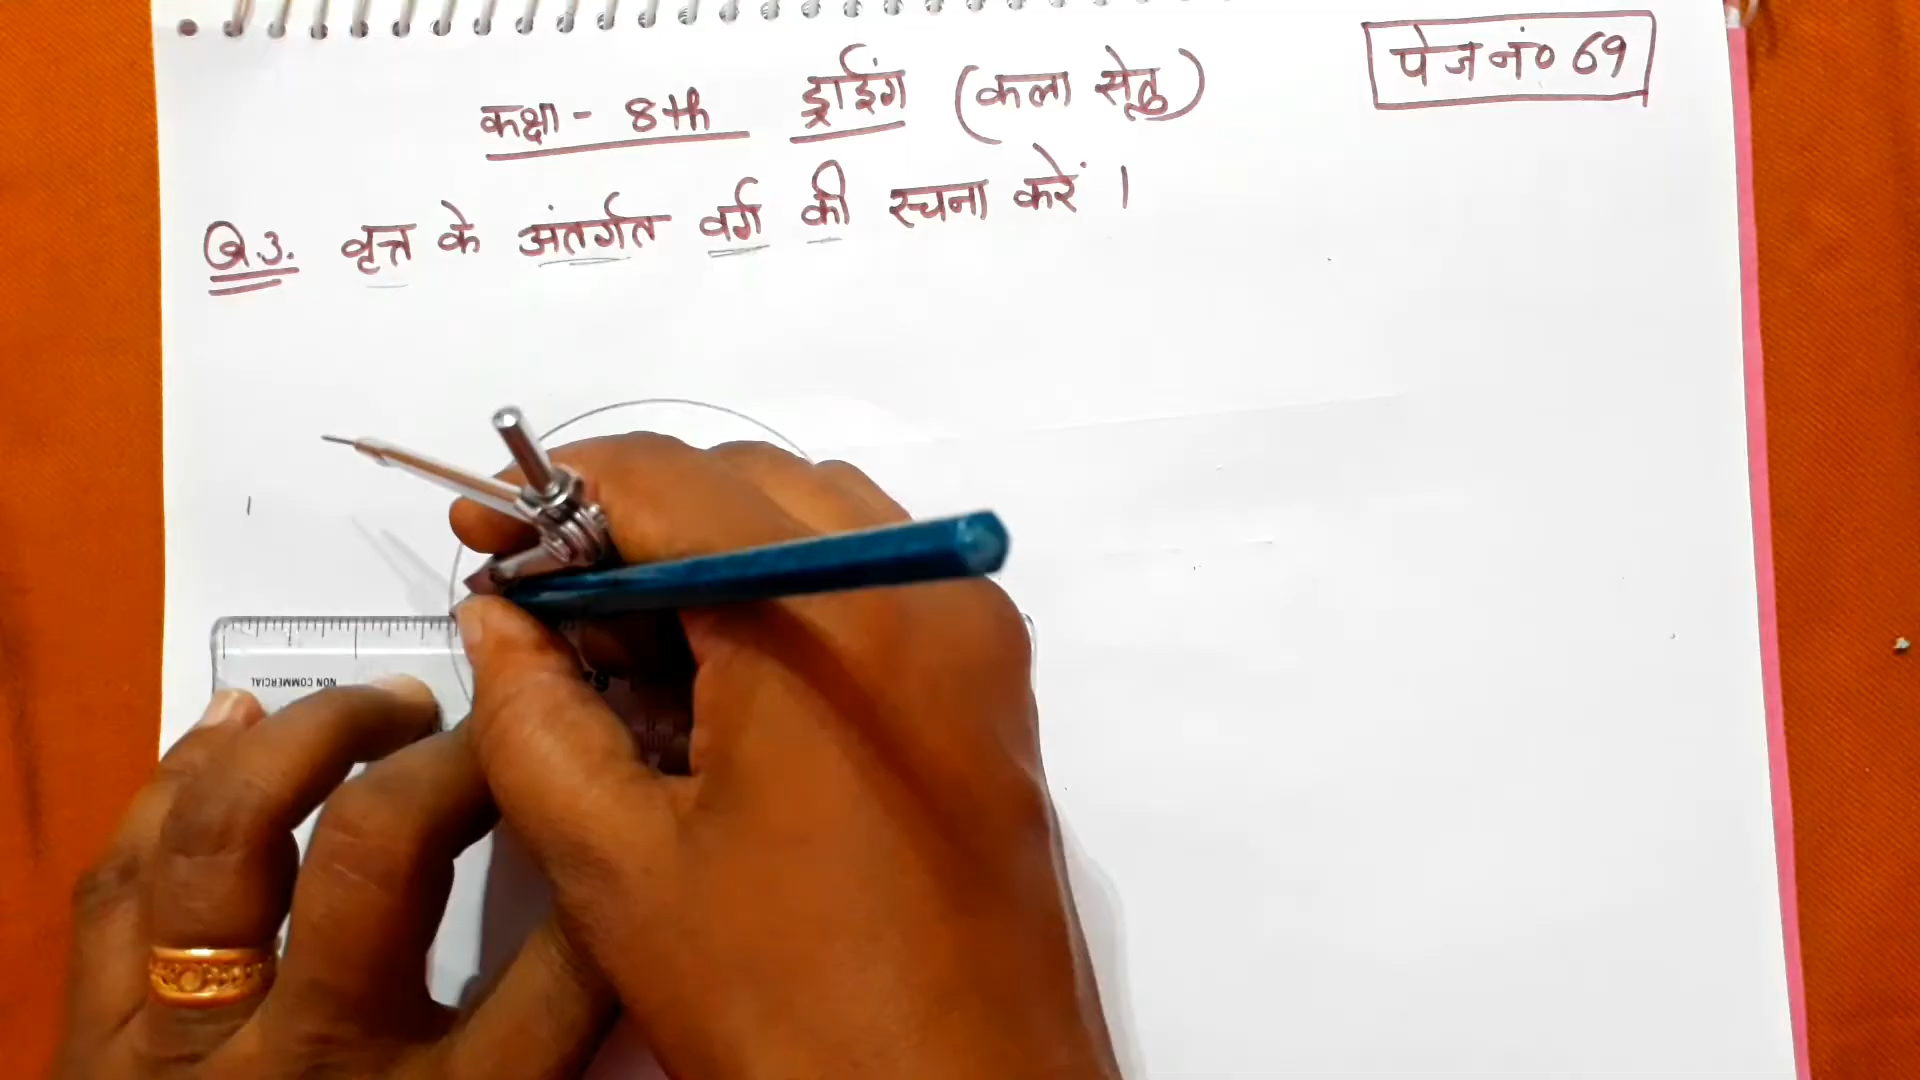 पेज नं० 69
कक्षा - 8th ड्राईंग (कला सेतू)
Q.3. वृत्त के अंतर्गत वर्ग की रचना करें ।
NON COMMERCIAL